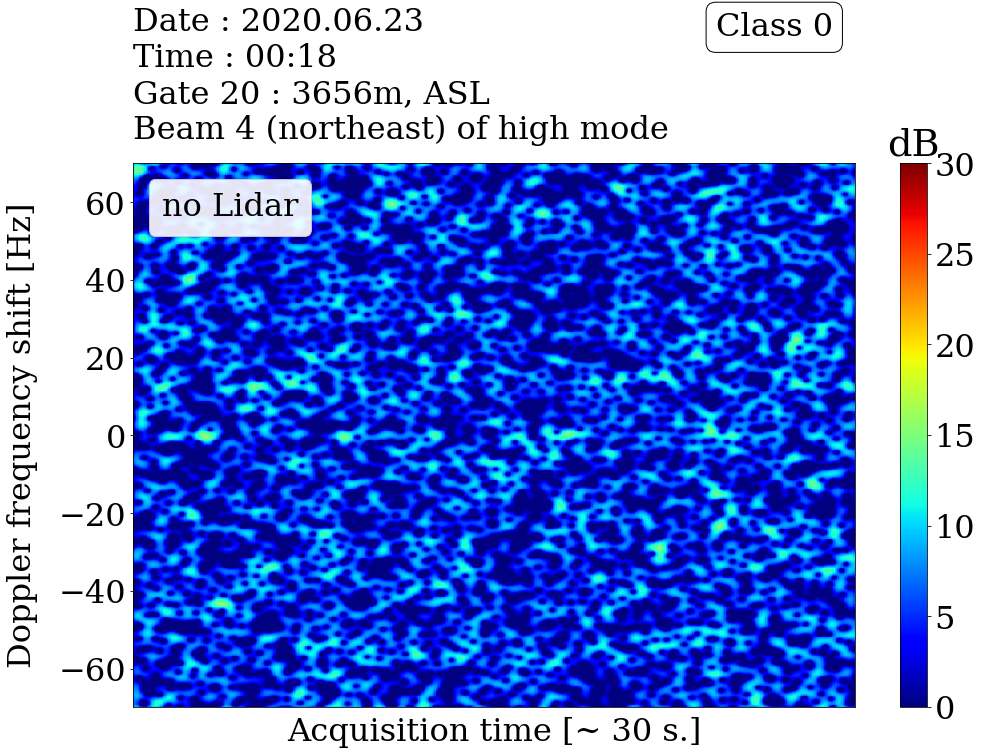 Date : 2020.06.23
Time : 00:18
Gate 20 : 3656m, ASL
Beam 4 (northeast) of high mode
Class 0
dB
no Lidar
Doppler frequency shift [Hz]
60
40
20
0
−20
−40
−60
Acquisition time [~ 30 s.]
30
25
20
15
10
5
0